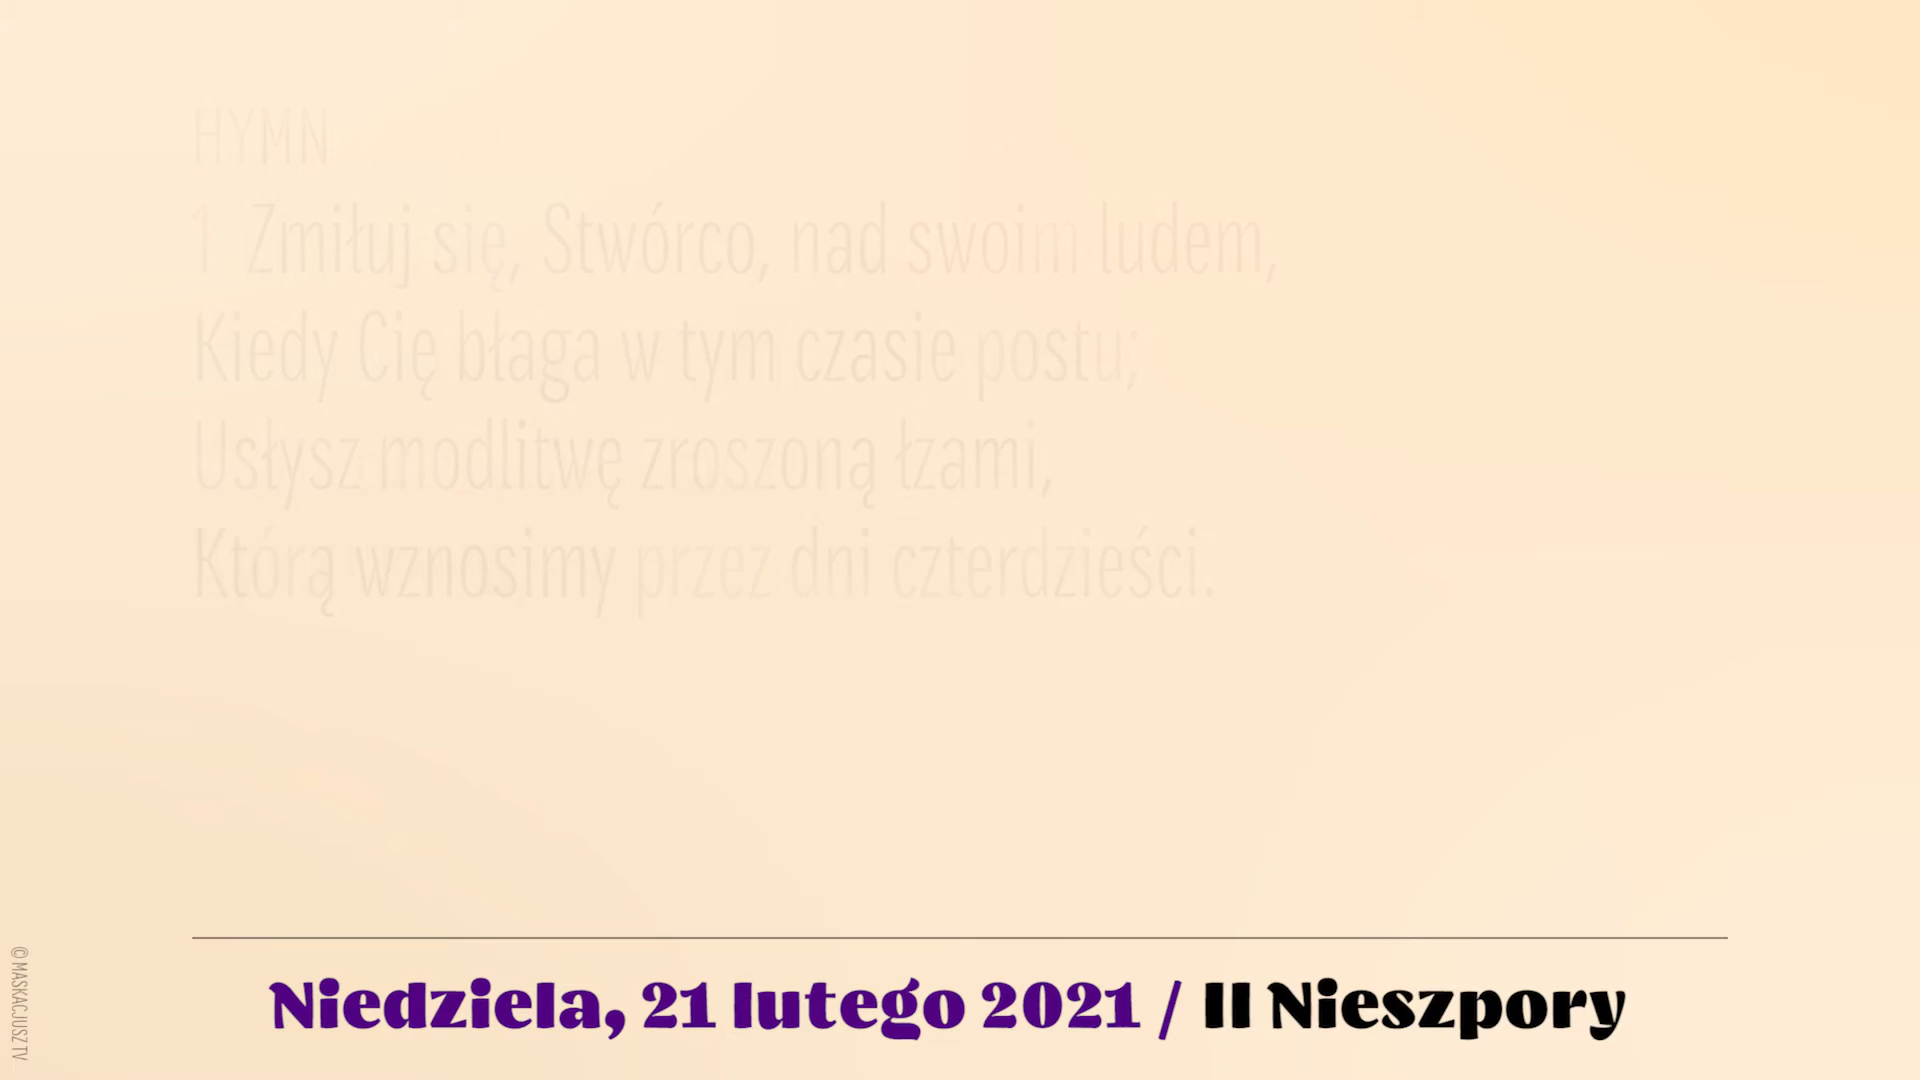 HYMN
1 Zmiłuj się, Stwórco, nad swoim ludem,
Kiedy Cię błaga w tym czasie postu;
Usłysz modlitwę zroszoną łzami,
Którą wznosimy przez dni czterdzieści.
Niedziela, 21 lutego 2021 / II Nieszpory
© MASKACJUSZ TV